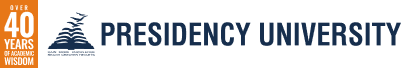 OVER
40
YEARS
OF ACADEMIC
WISDOM
PRESIDENCY UNIVERSITY